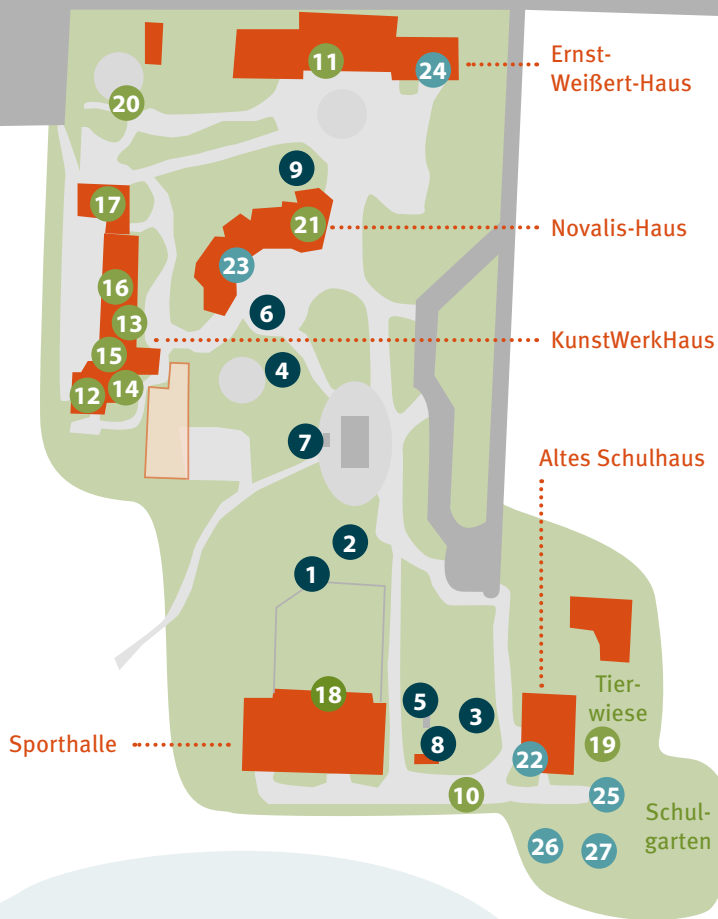 11
24
Ernst-
Weißert-Haus
20
9
17
21
Novalis-Haus
23
16
6
13
KunstWerkHaus
15
4
14
12
7
Altes Schulhaus
2
1
18
5
3
Tier-
wiese
19
Sporthalle
8
22
10
25
Schul-
garten
26
27